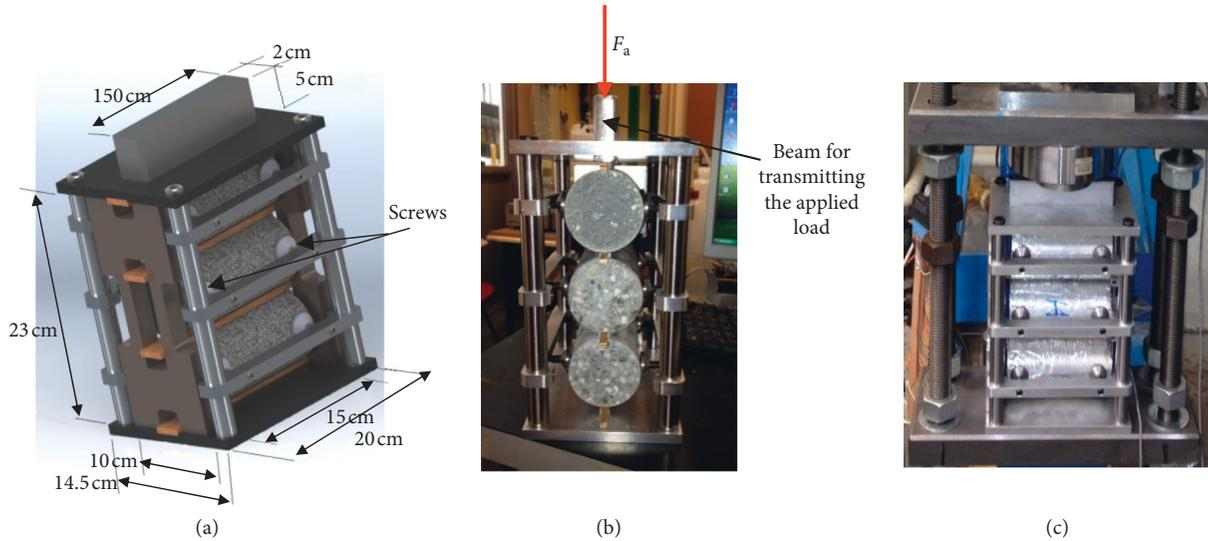 2 cm
5 cm
150 cm
Screws
23 cm
15 cm
20 cm
10 cm
14.5 cm
(a)
Fa
Beam for
transmitting
the applied
load
(b)
(c)